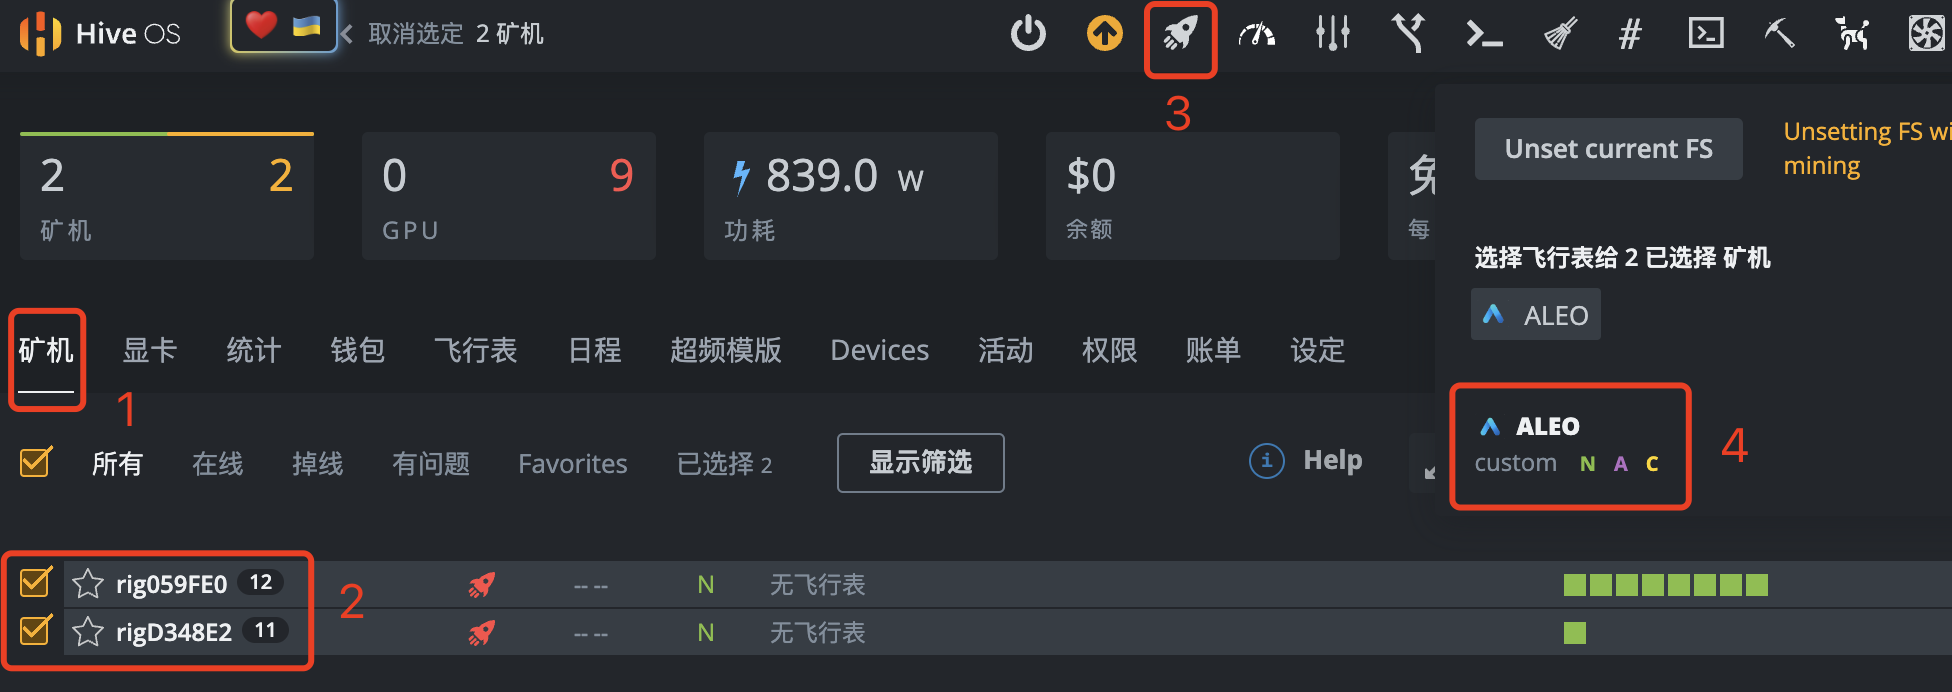 Hive OS
取消选定 2 矿机
3
2 2
矿机
0 9
GPU
839.0 W
功耗
$0
余额
免
每
Unset current FS
Unsetting FS wi
mining
选择飞行表给 2 已选择 矿机
ALEO
ALEO
custom N A C
4
矿机 显卡 统计 钱包 飞行表 日程 超频模版 Devices 活动 权限 账单 设定
1
所有 在线 掉线 有问题 Favorites 已选择 2 显示筛选 Help
rig059FE0 12 -- -- N 无飞行表
2
rigD348E2 11 -- -- N 无飞行表